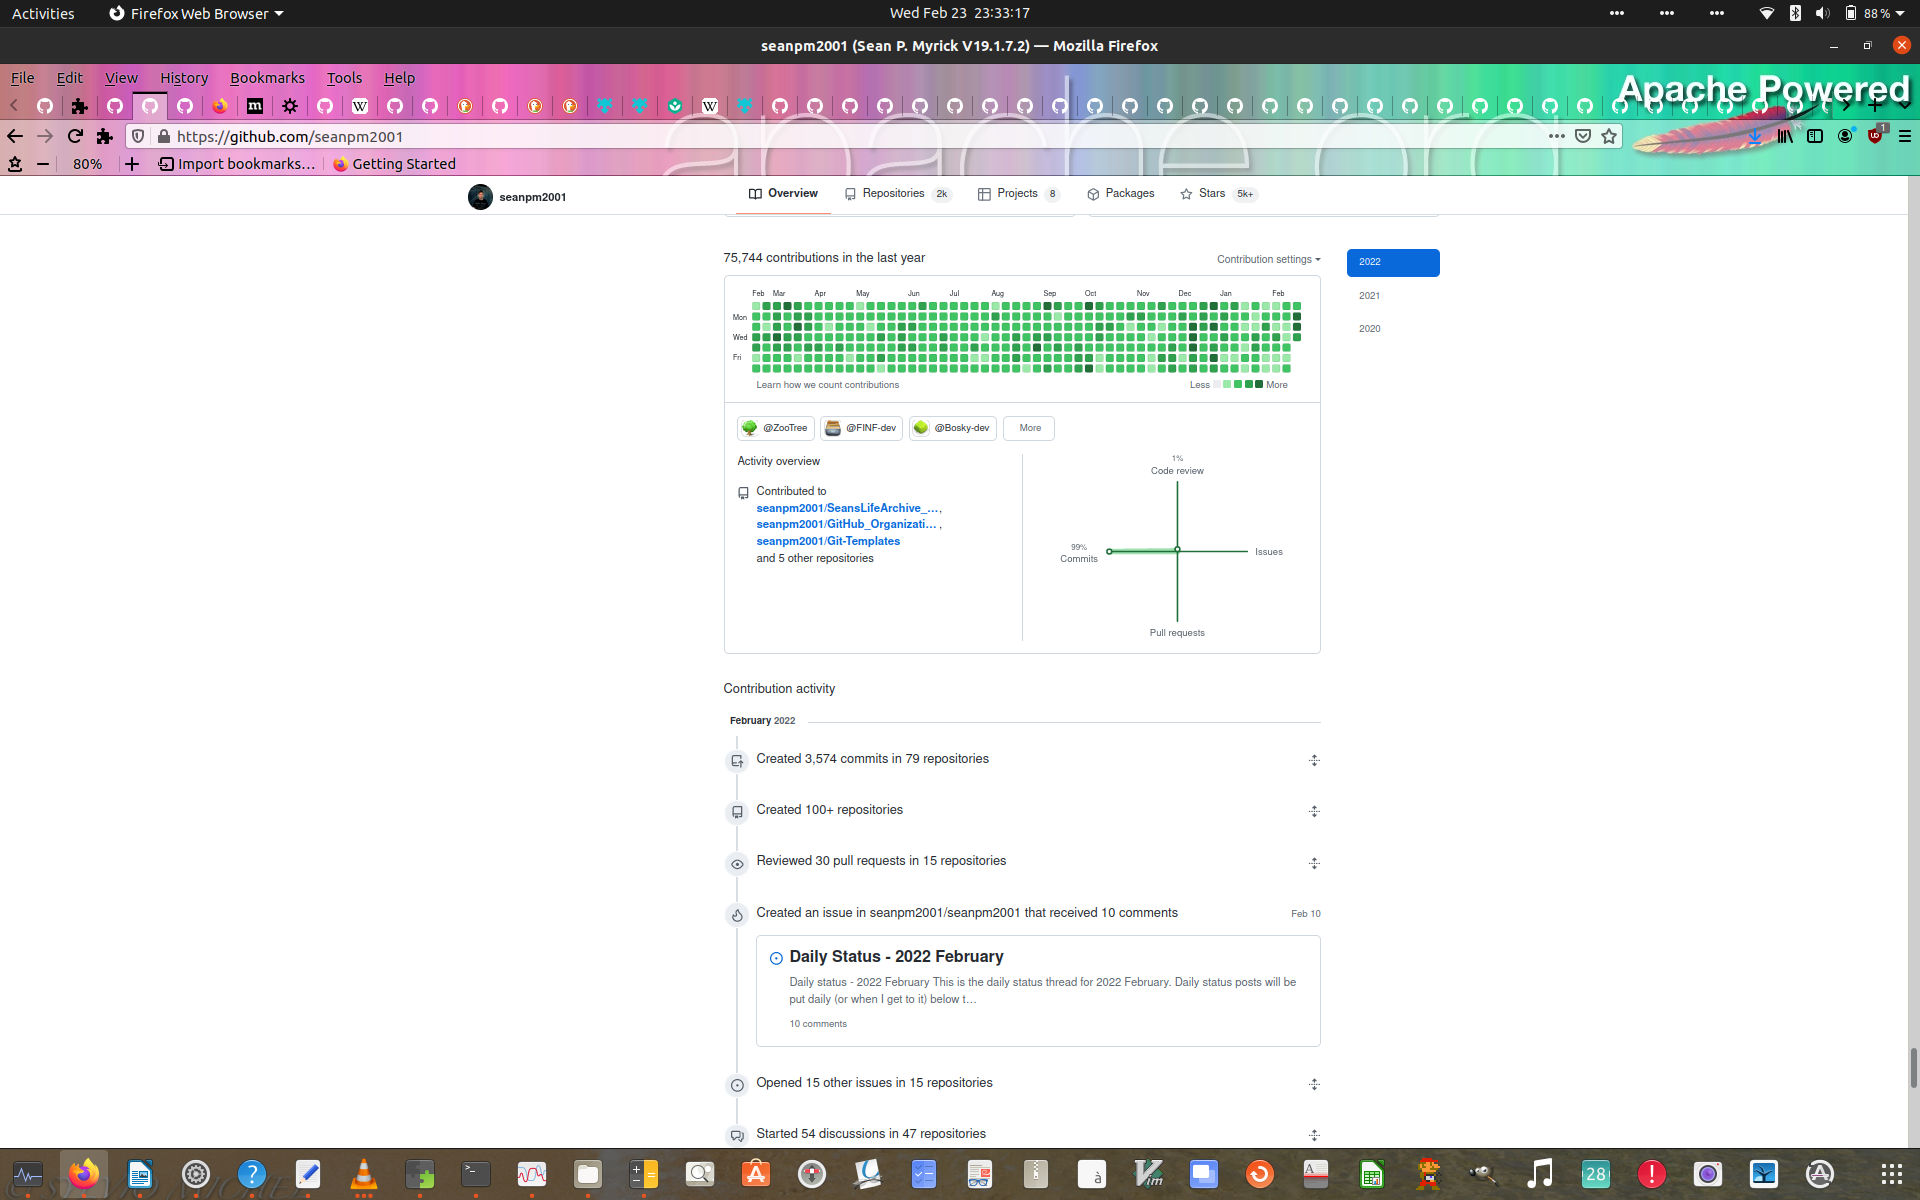 Activities
Firefox Web Browser
Wed Feb 23 23:33:17
88 %
seanpm2001 (Sean P. Myrick V19.1.7.2) — Mozilla Firefox
File Edit View History Bookmarks Tools Help
Apache Powered
https://github.com/seanpm2001
80%
Import bookmarks...
Getting Started
apache org
seanpm2001
Overview
Repositories 2k
Projects 8
Packages
Stars 5k+
75,744 contributions in the last year
Contribution settings
2022
2021
2020
Feb Mar Apr May Jun Jul Aug Sep Oct Nov Dec Jan Feb
Mon
Wed
Fri
Learn how we count contributions
Less More
@ZooTree
@FINF-dev
@Bosky-dev
More
Activity overview
Contributed to
seanpm2001/SeansLifeArchive_...,
seanpm2001/GitHub_Organizati... ,
seanpm2001/Git-Templates
and 5 other repositories
1%
Code review
99%
Commits
Issues
Pull requests
Contribution activity
February 2022
Created 3,574 commits in 79 repositories
Created 100+ repositories
Reviewed 30 pull requests in 15 repositories
Created an issue in seanpm2001/seanpm2001 that received 10 comments
Feb 10
Daily Status - 2022 February
Daily status - 2022 February This is the daily status thread for 2022 February. Daily status posts will be
put daily (or when I get to it) below t...
10 comments
Opened 15 other issues in 15 repositories
Started 54 discussions in 47 repositories
28